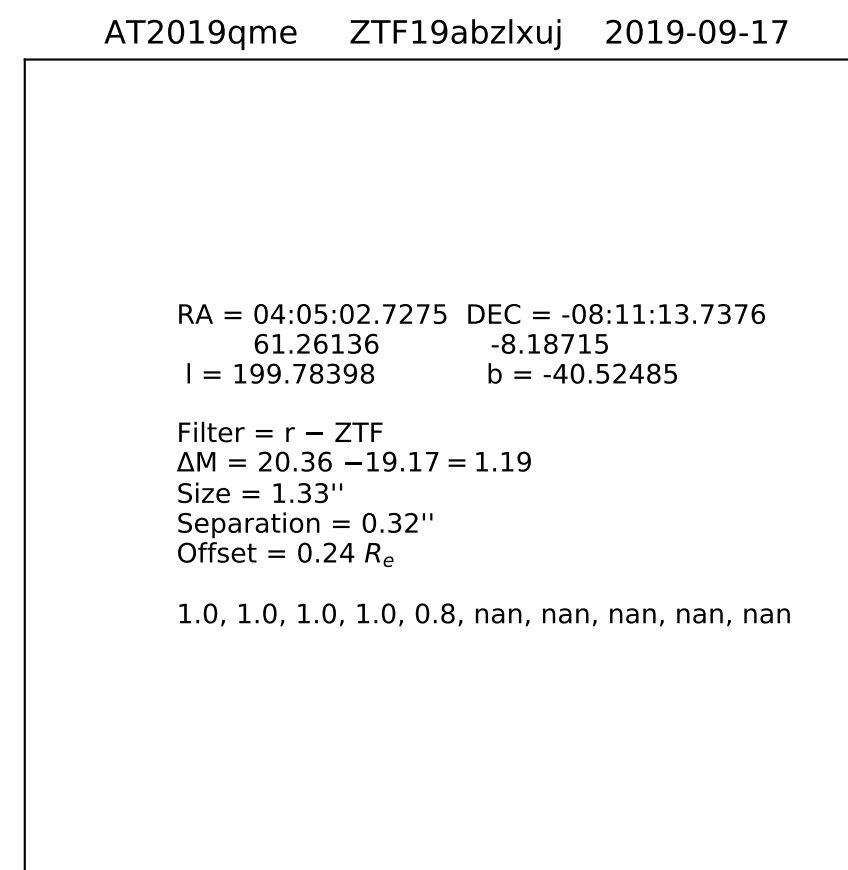 AT2019qme ZTF19abzlxuj 2019-09-17
RA = 04:05:02.7275 DEC = -08:11:13.7376
61.26136 -8.18715
l = 199.78398 b = -40.52485
Filter = r − ZTF
ΔM = 20.36 −19.17 = 1.19
Size = 1.33''
Separation = 0.32''
Offset = 0.24 Rₑ
1.0, 1.0, 1.0, 1.0, 0.8, nan, nan, nan, nan, nan